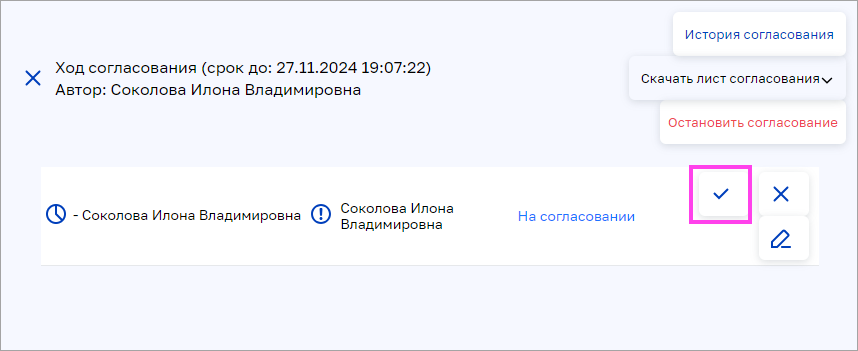 История согласования
Ход согласования (срок до: 27.11.2024 19:07:22)
Скачать лист согласования
Автор: Соколова Илона Владимировна
Остановить согласование
- Соколова Илона Владимировна
Соколова Илона
Владимировна
На согласовании